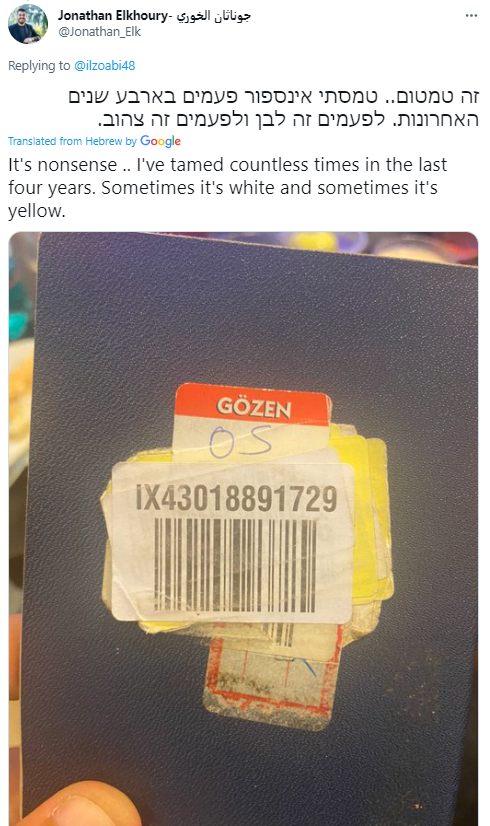 Jonathan Elkhoury- جوناثان الخوري
@Jonathan_Elk
Replying to @ilzoabi48
זה טמטום.. טמסתי אינספור פעמים בארבע שנים
האחרונות. לפעמים זה לבן ולפעמים זה צהוב.
Translated from Hebrew by Google
It's nonsense .. I've tamed countless times in the last
four years. Sometimes it's white and sometimes it's
yellow.
GÖZEN
OS
IX43018891729